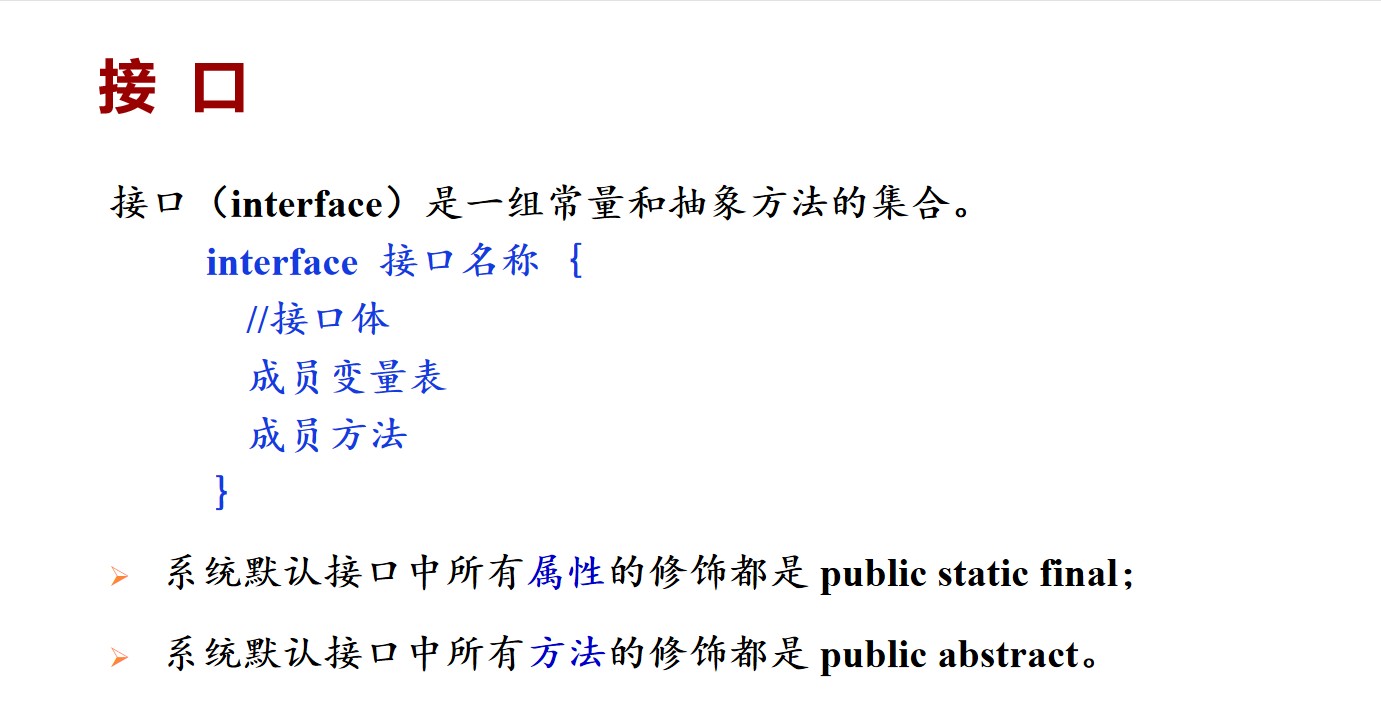 接 口
接口（interface）是一组常量和抽象方法的集合。
interface 接口名称 {
//接口体
成员变量表
成员方法
}
系统默认接口中所有属性的修饰都是 public static final；
系统默认接口中所有方法的修饰都是 public abstract。